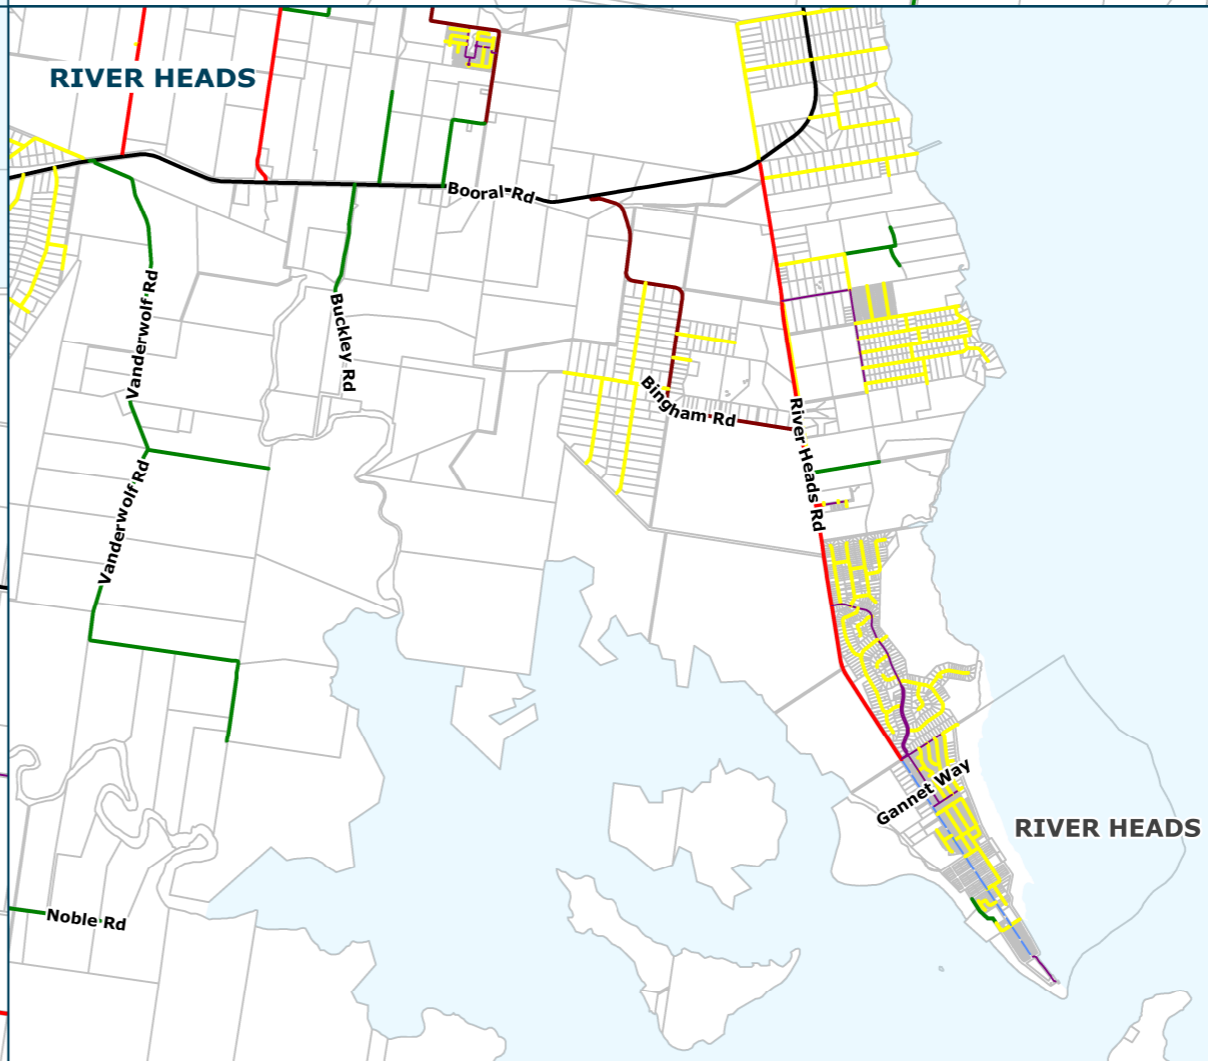 RIVER HEADS
Booral Rd
Vanderwolf Rd
Buckley Rd
Bingham Rd
River Heads Rd
Vanderwolf Rd
Gannet Way
RIVER HEADS
Noble Rd